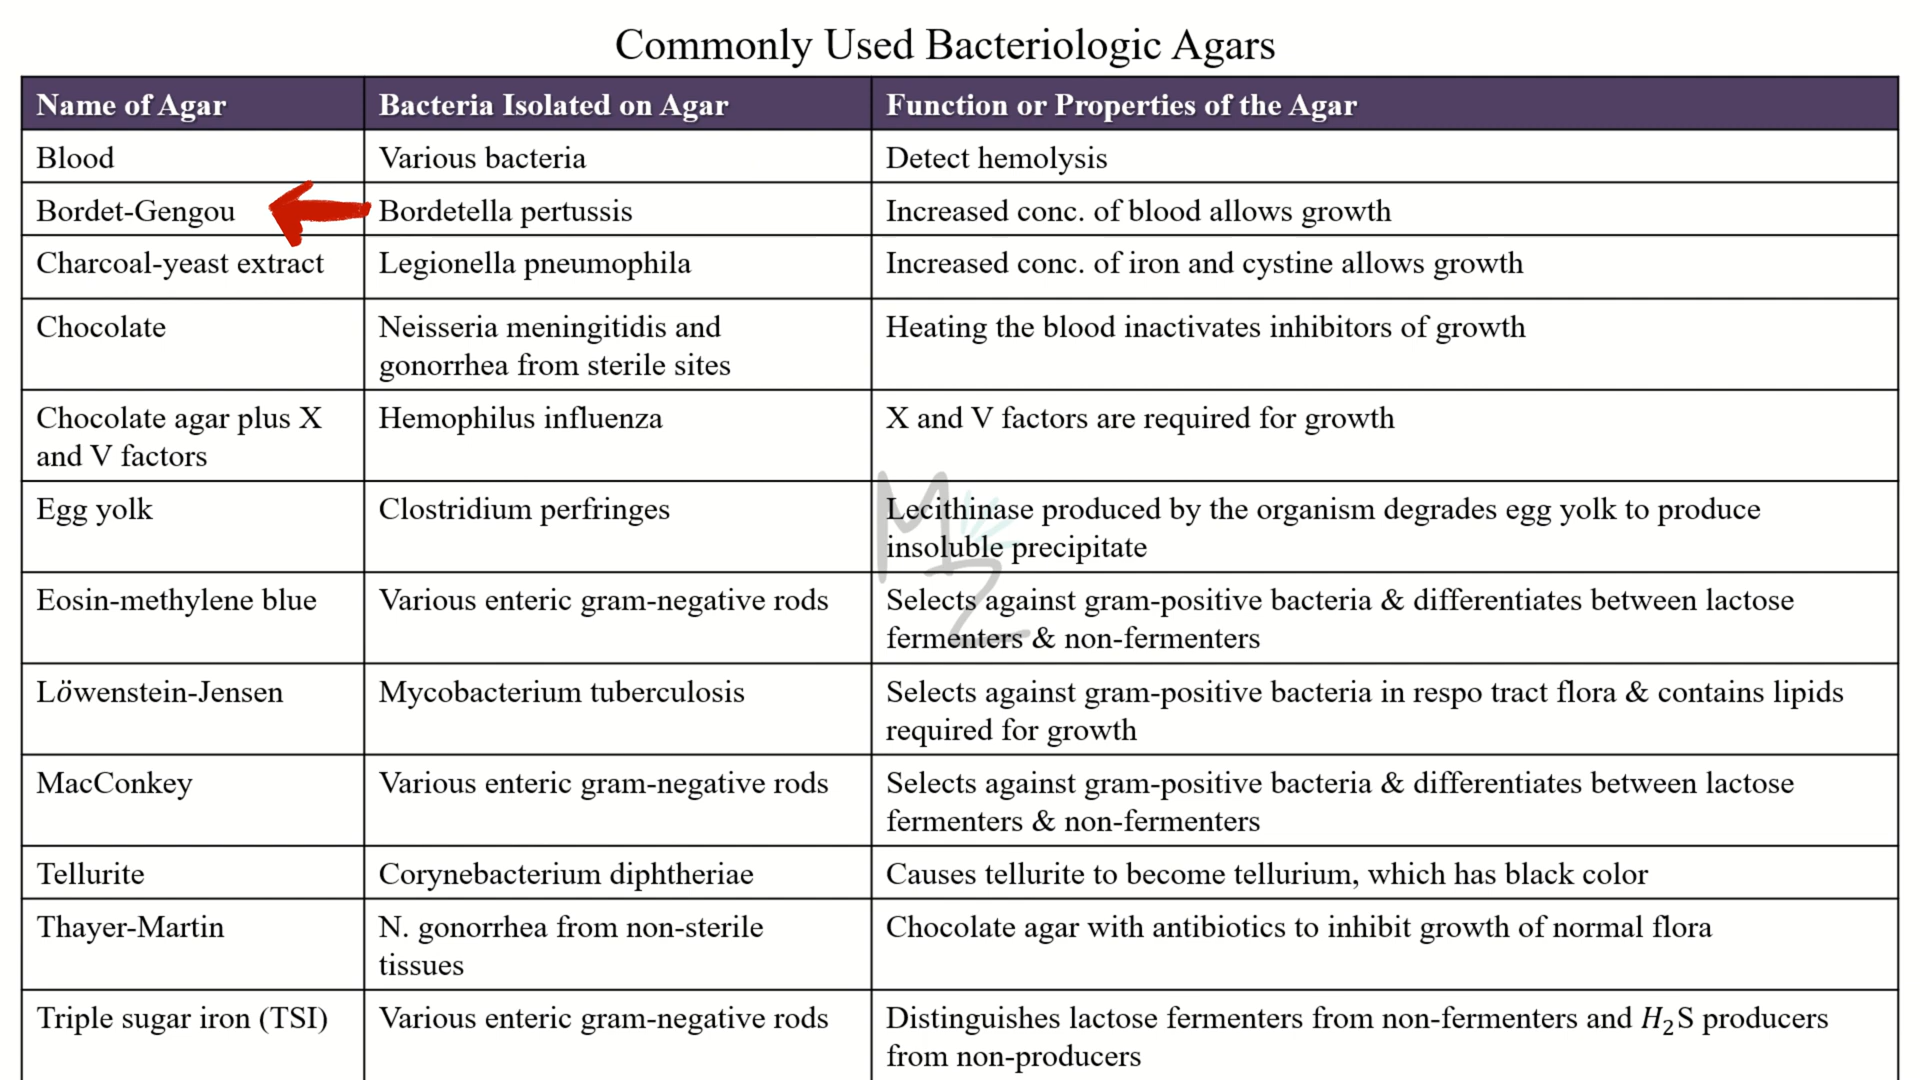 Commonly Used Bacteriologic Agars
Name of Agar Bacteria Isolated on Agar Function or Properties of the Agar
Blood Various bacteria Detect hemolysis
Bordet-Gengou Bordetella pertussis Increased conc. of blood allows growth
Charcoal-yeast extract Legionella pneumophila Increased conc. of iron and cystine allows growth
Chocolate Neisseria meningitidis and Heating the blood inactivates inhibitors of growth
gonorrhea from sterile sites
Chocolate agar plus X Hemophilus influenza X and V factors are required for growth
and V factors
Egg yolk Clostridium perfringes Lecithinase produced by the organism degrades egg yolk to produce
insoluble precipitate
Eosin-methylene blue Various enteric gram-negative rods Selects against gram-positive bacteria & differentiates between lactose
fermenters & non-fermenters
Löwenstein-Jensen Mycobacterium tuberculosis Selects against gram-positive bacteria in respo tract flora & contains lipids
required for growth
MacConkey Various enteric gram-negative rods Selects against gram-positive bacteria & differentiates between lactose
fermenters & non-fermenters
Tellurite Corynebacterium diphtheriae Causes tellurite to become tellurium, which has black color
Thayer-Martin N. gonorrhea from non-sterile Chocolate agar with antibiotics to inhibit growth of normal flora
tissues
Triple sugar iron (TSI) Various enteric gram-negative rods Distinguishes lactose fermenters from non-fermenters and H₂S producers
from non-producers
MZ